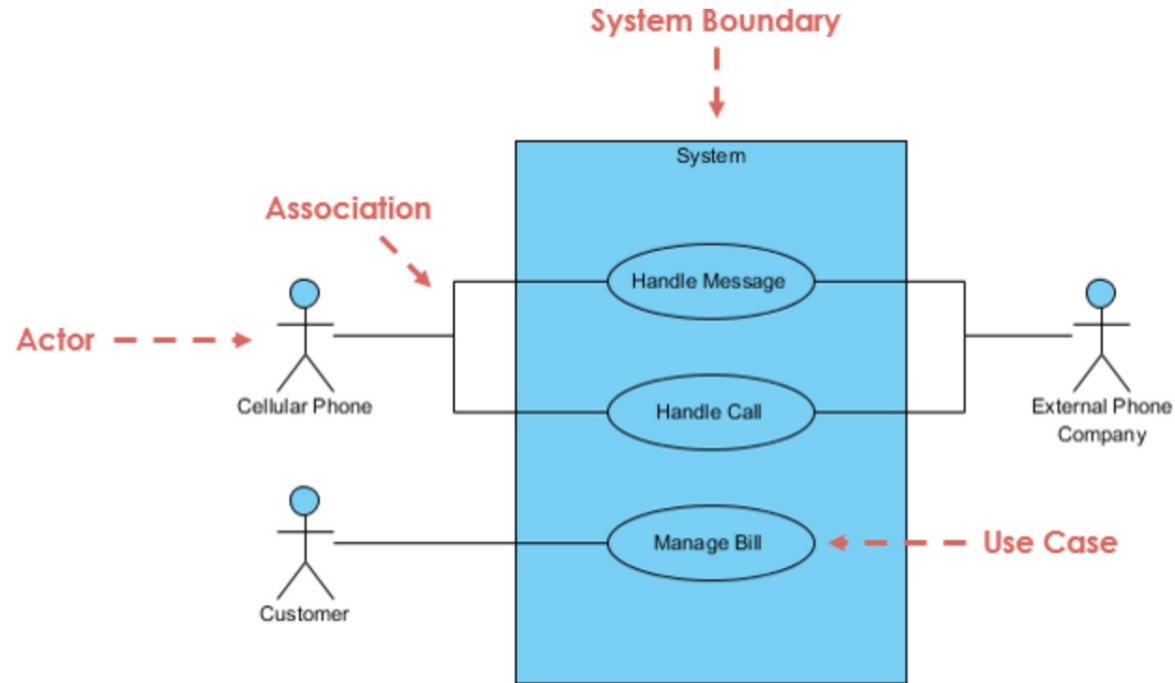 System Boundary
System
Association
Handle Message
Actor
Cellular Phone
Handle Call
External Phone
Company
Manage Bill
Use Case
Customer